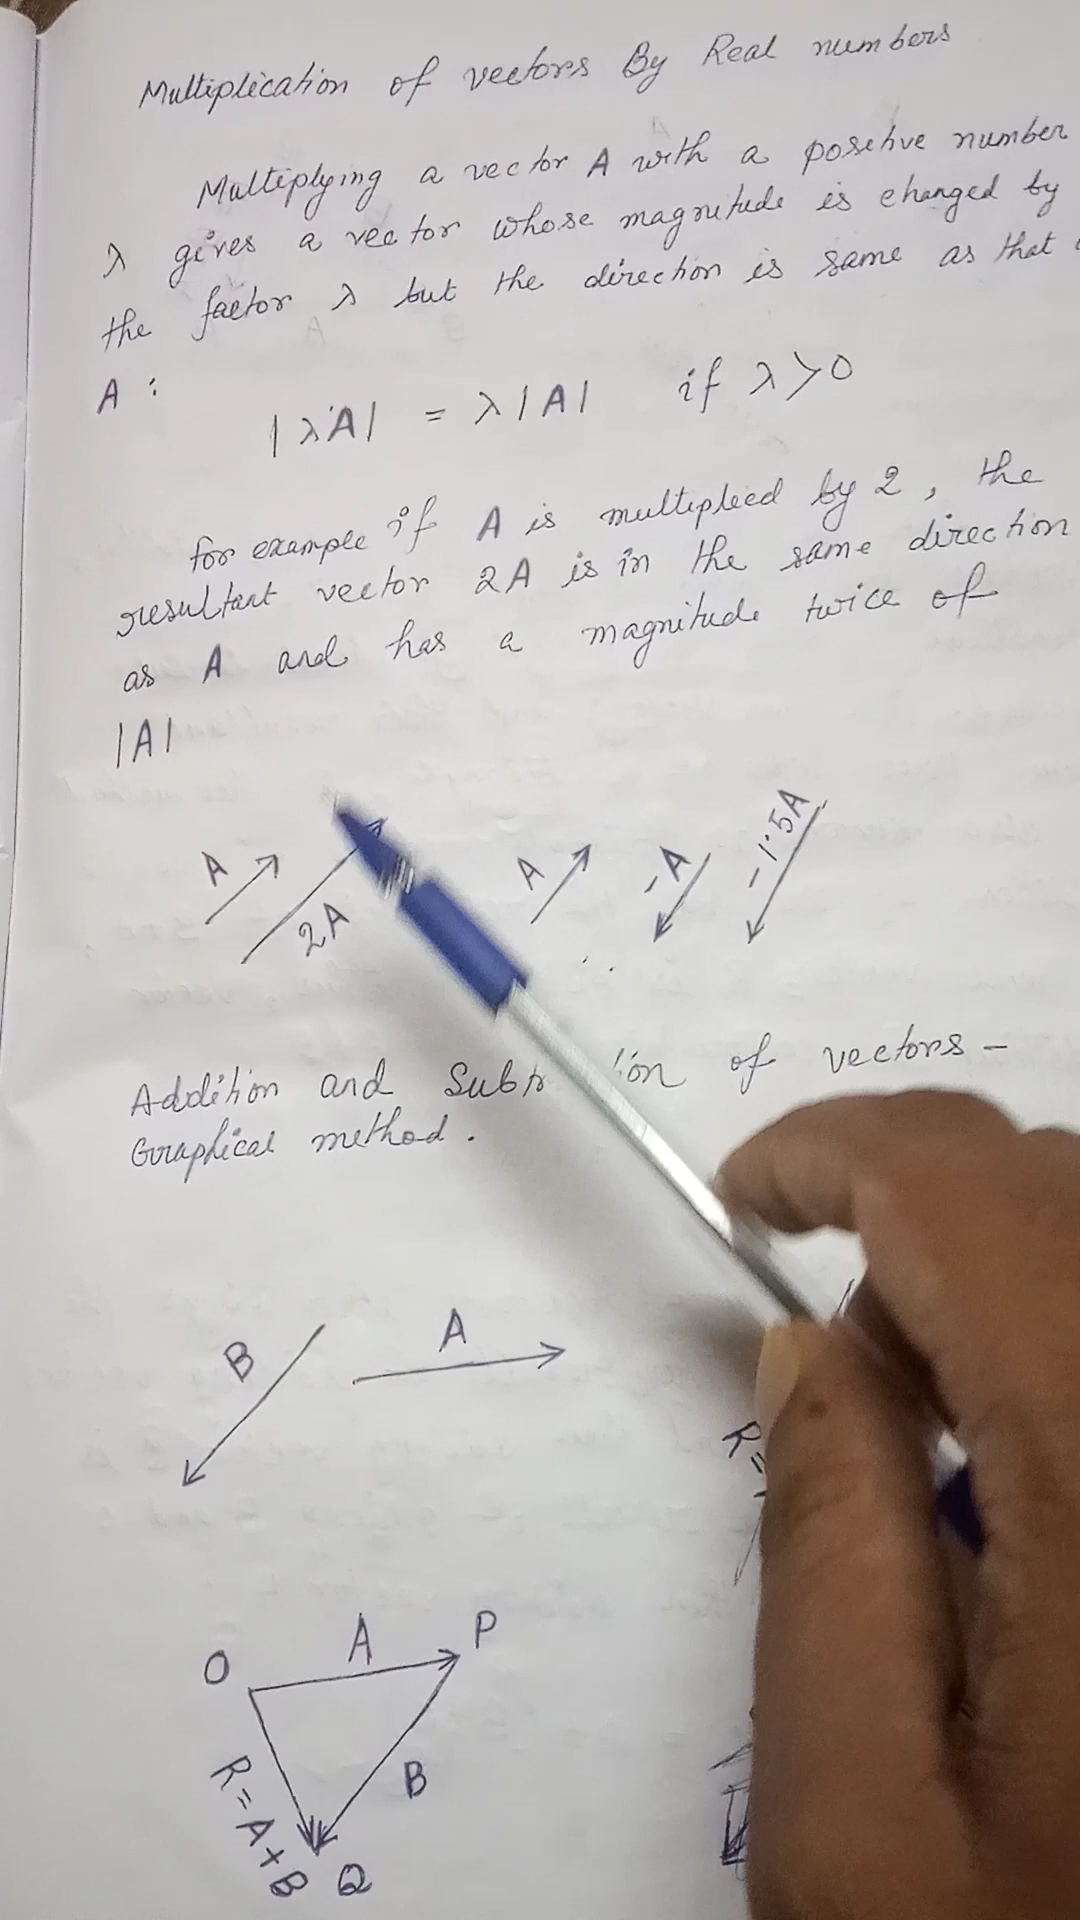 Multiplication of vectors By Real numbers
Multiplying a vector A with a positive number
λ gives a vector whose magnitude is changed by
the factor λ but the direction is same as that
A :
|λA| = λ|A| if λ>0
for example if A is multiplied by 2, the
resultant vector 2A is in the same direction
as A and has a magnitude twice of
|A|
A
2A
A
-A
-1.5A
Addition and of vectors -
Graphical method.
B
A
R=
O
A
P
B
R=A+B
Q